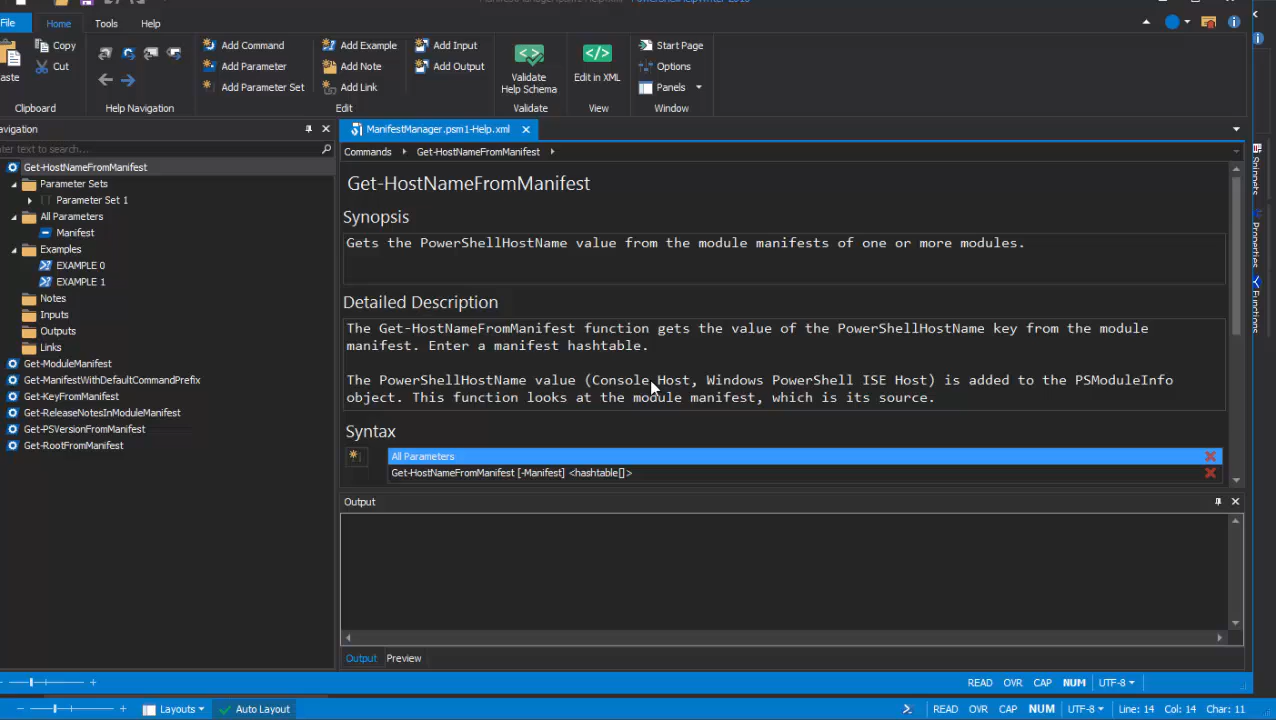 File Home Tools Help
Copy
Cut
Clipboard
Help Navigation
Add Command
Add Parameter
Add Parameter Set
Add Example
Add Note
Add Link
Add Input
Add Output
Edit
Validate
Help Schema
Validate
Edit in XML
View
Start Page
Options
Panels
Window
ManifestManager.psm1-Help.xml
Commands Get-HostNameFromManifest
Get-HostNameFromManifest
Parameter Sets
Parameter Set 1
All Parameters
Manifest
Examples
EXAMPLE 0
EXAMPLE 1
Notes
Inputs
Outputs
Links
Get-ModuleManifest
Get-ManifestWithDefaultCommandPrefix
Get-KeyFromManifest
Get-ReleaseNotesInModuleManifest
Get-PSVersionFromManifest
Get-RootFromManifest
Get-HostNameFromManifest
Synopsis
Gets the PowerShellHostName value from the module manifests of one or more modules.
Detailed Description
The Get-HostNameFromManifest function gets the value of the PowerShellHostName key from the module
manifest. Enter a manifest hashtable.
The PowerShellHostName value (Console Host, Windows PowerShell ISE Host) is added to the PSModuleInfo
object. This function looks at the module manifest, which is its source.
Syntax
All Parameters
Get-HostNameFromManifest [-Manifest] <hashtable[]>
Output
Output Preview
Snippets
Properties
Functions
READ OVR CAP NUM UTF-8
Layouts Auto Layout READ OVR CAP NUM UTF-8 Line: 14 Col: 14 Char: 11